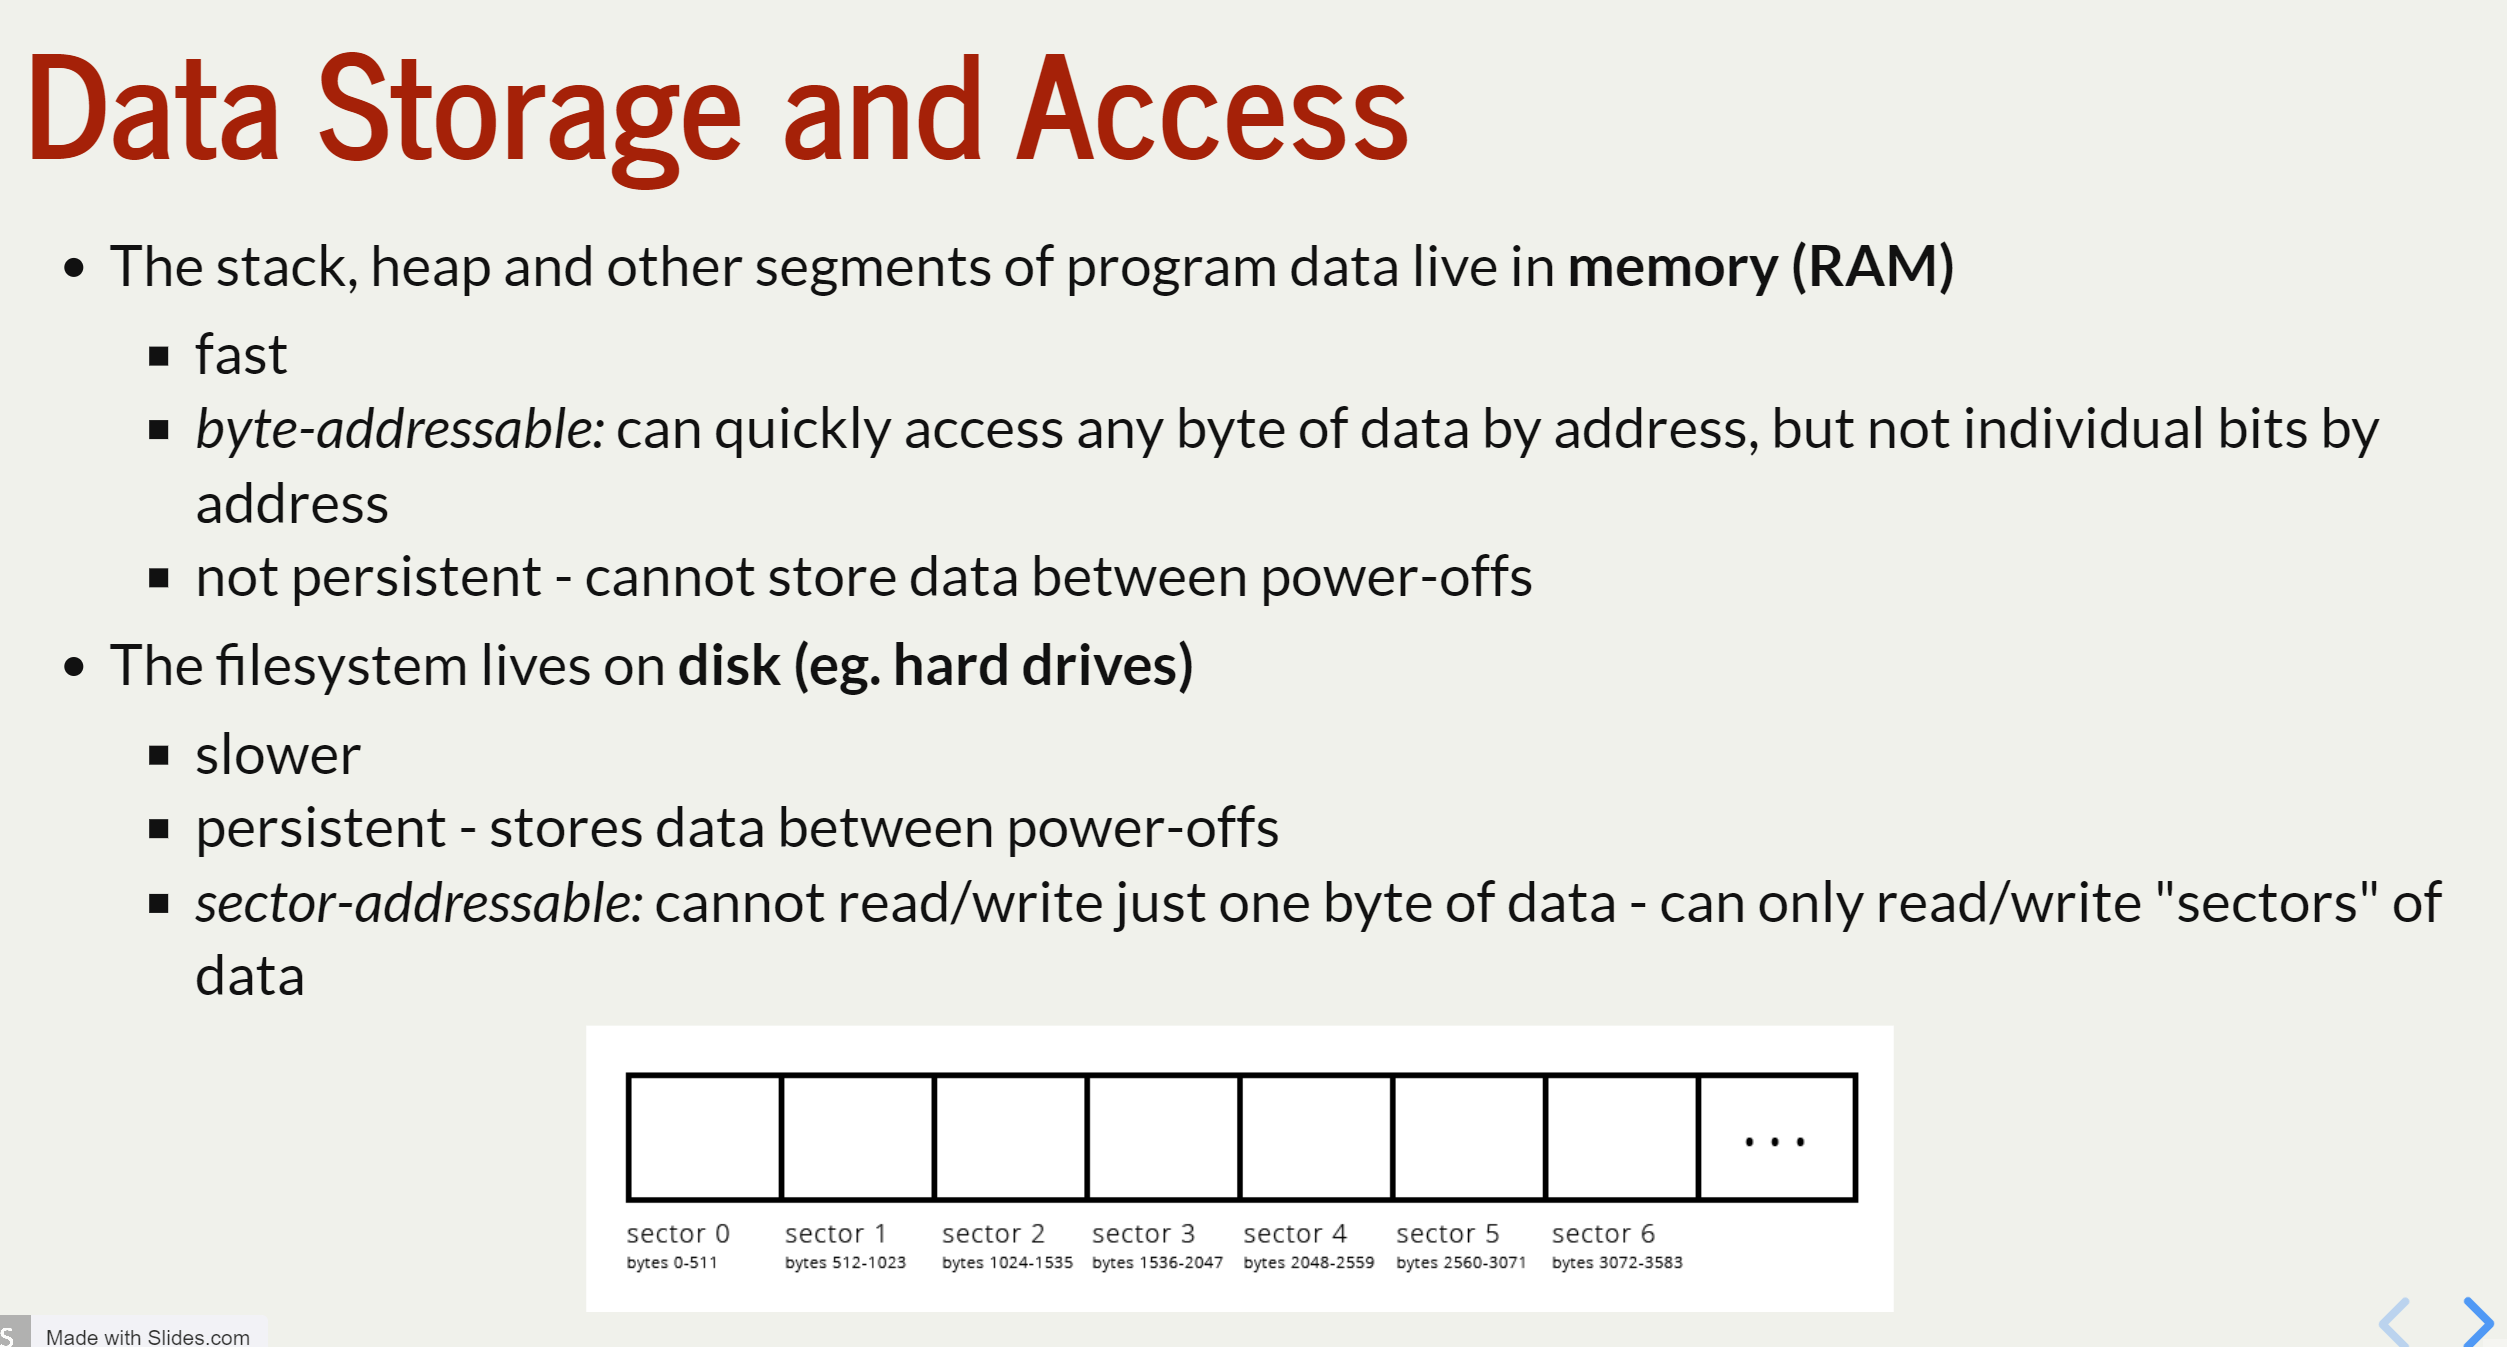 Data Storage and Access
The stack, heap and other segments of program data live in memory (RAM)
fast
byte-addressable: can quickly access any byte of data by address, but not individual bits by
address
not persistent - cannot store data between power-offs
The filesystem lives on disk (eg. hard drives)
slower
persistent - stores data between power-offs
sector-addressable: cannot read/write just one byte of data - can only read/write "sectors" of
data
...
sector 0 sector 1 sector 2 sector 3 sector 4 sector 5 sector 6
bytes 0-511 bytes 512-1023 bytes 1024-1535 bytes 1536-2047 bytes 2048-2559 bytes 2560-3071 bytes 3072-3583
S Made with Slides.com